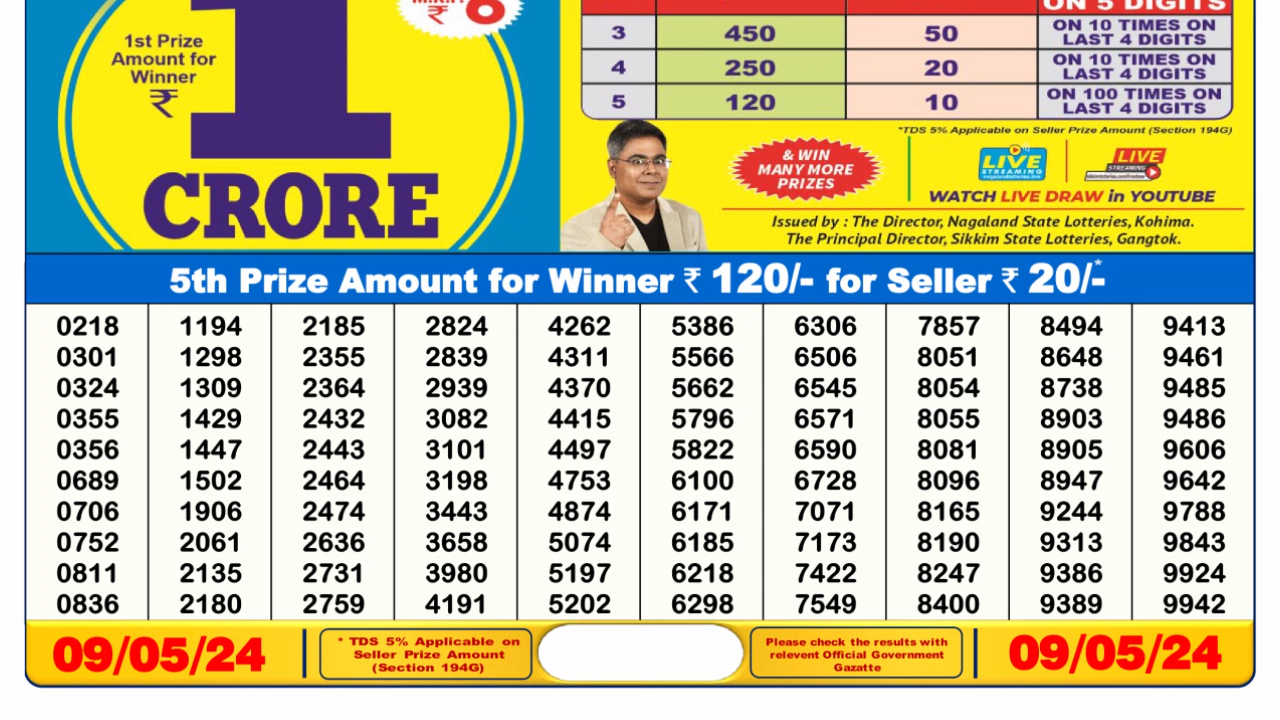 ₹ 6
ON 5 DIGITS
1st Prize
Amount for
Winner
₹
1
CRORE
3 450 50 ON 10 TIMES ON
LAST 4 DIGITS
4 250 20 ON 10 TIMES ON
LAST 4 DIGITS
5 120 10 ON 100 TIMES ON
LAST 4 DIGITS
*TDS 5% Applicable on Seller Prize Amount (Section 194G)
& WIN
MANY MORE
PRIZES
LIVE
STREAMING
LIVE
STREAMING
WATCH LIVE DRAW in YOUTUBE
Issued by : The Director, Nagaland State Lotteries, Kohima.
The Principal Director, Sikkim State Lotteries, Gangtok.
5th Prize Amount for Winner ₹ 120/- for Seller ₹ 20/-*
0218 1194 2185 2824 4262 5386 6306 7857 8494 9413
0301 1298 2355 2839 4311 5566 6506 8051 8648 9461
0324 1309 2364 2939 4370 5662 6545 8054 8738 9485
0355 1429 2432 3082 4415 5796 6571 8055 8903 9486
0356 1447 2443 3101 4497 5822 6590 8081 8905 9606
0689 1502 2464 3198 4753 6100 6728 8096 8947 9642
0706 1906 2474 3443 4874 6171 7071 8165 9244 9788
0752 2061 2636 3658 5074 6185 7173 8190 9313 9843
0811 2135 2731 3980 5197 6218 7422 8247 9386 9924
0836 2180 2759 4191 5202 6298 7549 8400 9389 9942
09/05/24
* TDS 5% Applicable on
Seller Prize Amount
(Section 194G)
Please check the results with
relevent Official Government
Gazatte
09/05/24